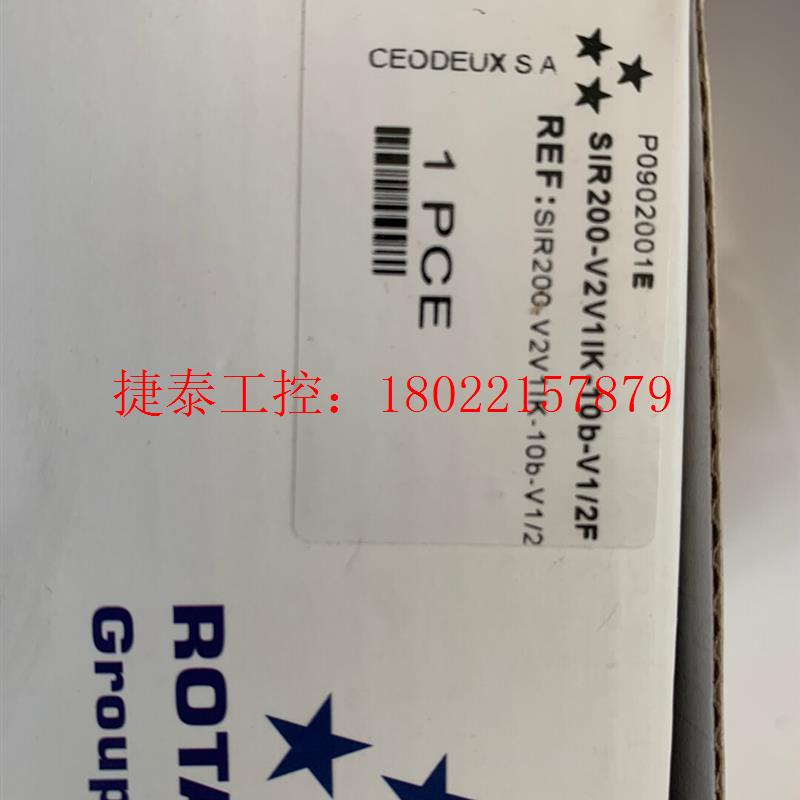 CEODEUX S.A
P0902001E
SIR200-V2V1IK-10b-V1/2F
REF:SIR200-V2V1IK-10b-V1/2
1 PCE
捷泰工控：18022157879
ROTA
Group